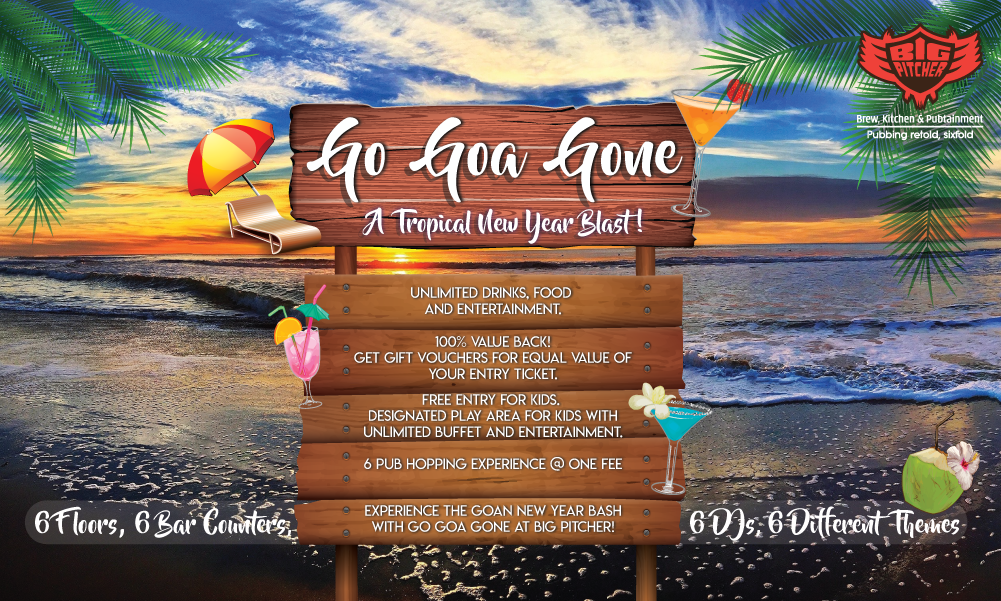 BIG
PITCHER
Brew, Kitchen & Pubtainment
Pubbing retold, sixfold
Go Goa Gone
A Tropical New Year Blast!
UNLIMITED DRINKS, FOOD
AND ENTERTAINMENT.
100% VALUE BACK!
GET GIFT VOUCHERS FOR EQUAL VALUE OF
YOUR ENTRY TICKET.
FREE ENTRY FOR KIDS.
DESIGNATED PLAY AREA FOR KIDS WITH
UNLIMITED BUFFET AND ENTERTAINMENT.
6 PUB HOPPING EXPERIENCE @ ONE FEE
EXPERIENCE THE GOAN NEW YEAR BASH
WITH GO GOA GONE AT BIG PITCHER!
6 Floors, 6 Bar Counters,
6 DJs, 6 Different Themes